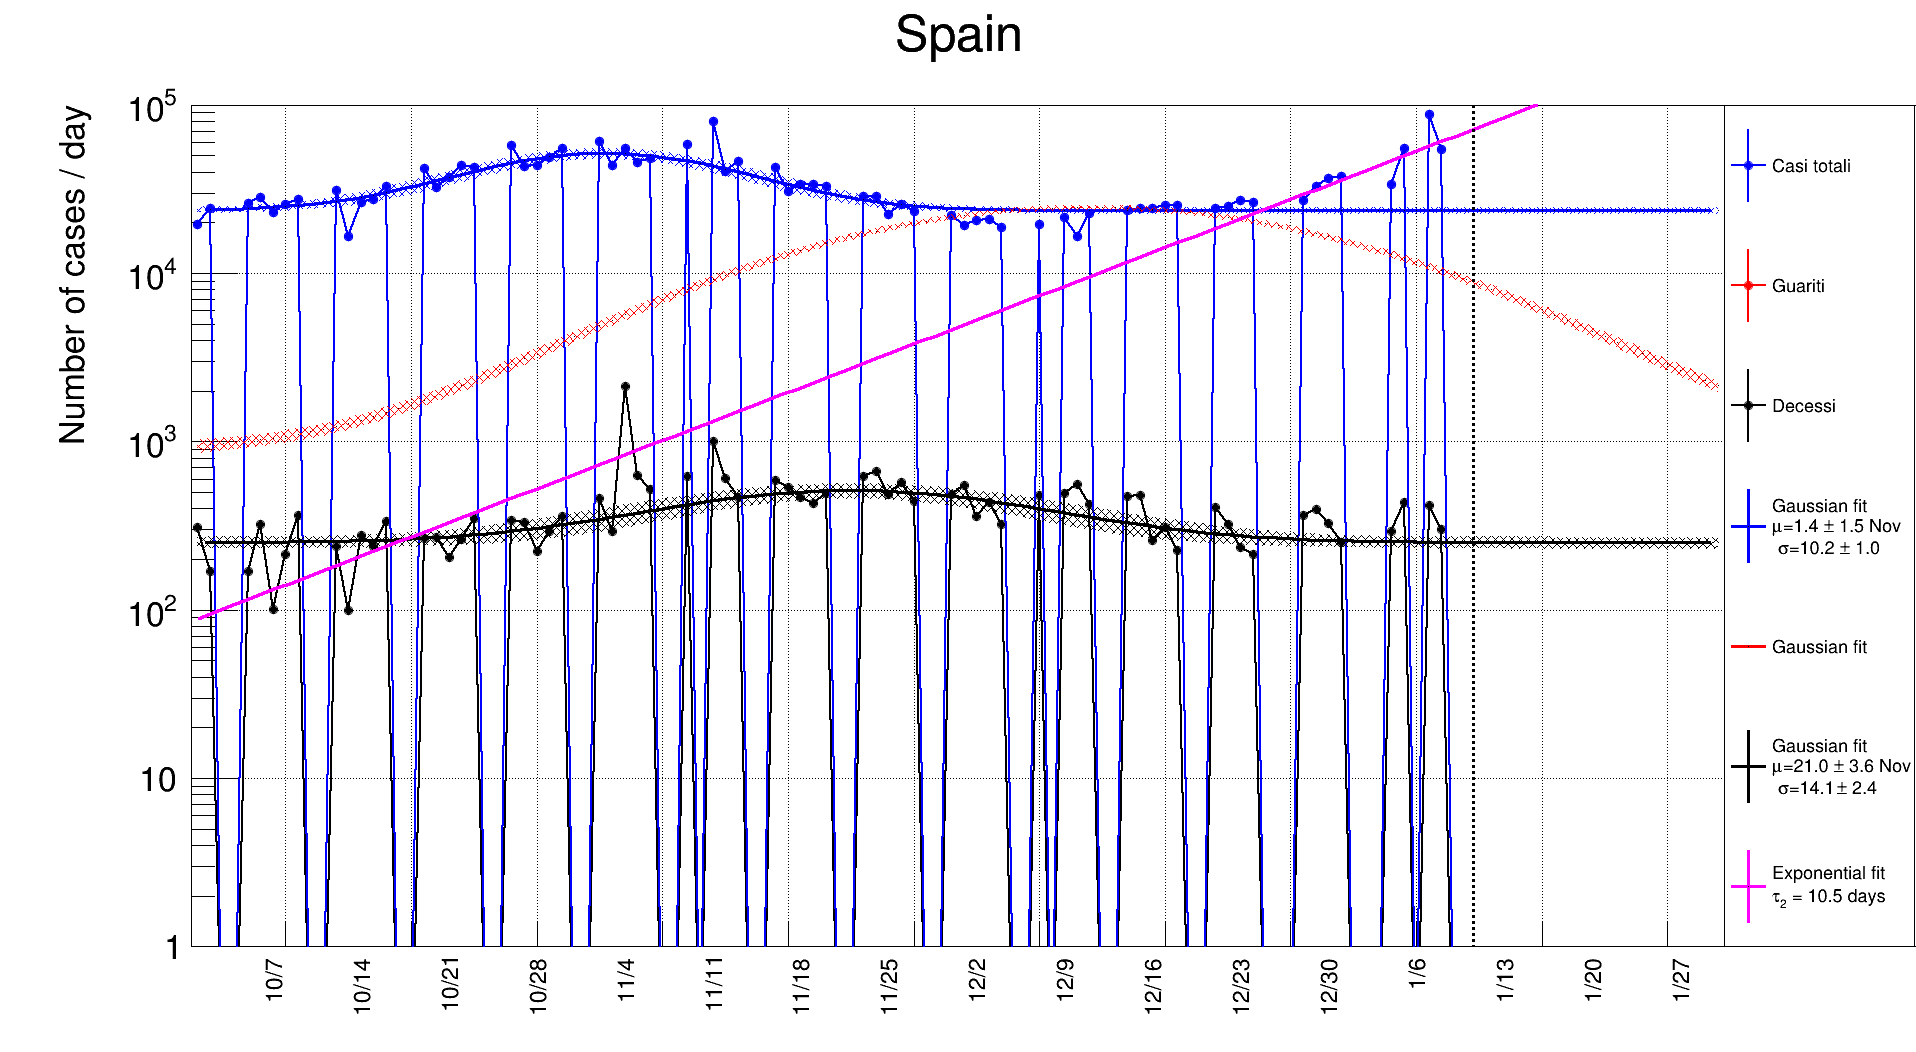 Spain
Number of cases / day
10^5
10^4
10^3
10^2
10
1
10/7
10/14
10/21
10/28
11/4
11/11
11/18
11/25
12/2
12/9
12/16
12/23
12/30
1/6
1/13
1/20
1/27
Casi totali
Guariti
Decessi
Gaussian fit
μ=1.4 ± 1.5 Nov
σ=10.2 ± 1.0
Gaussian fit
Gaussian fit
μ=21.0 ± 3.6 Nov
σ=14.1 ± 2.4
Exponential fit
τ₂ = 10.5 days